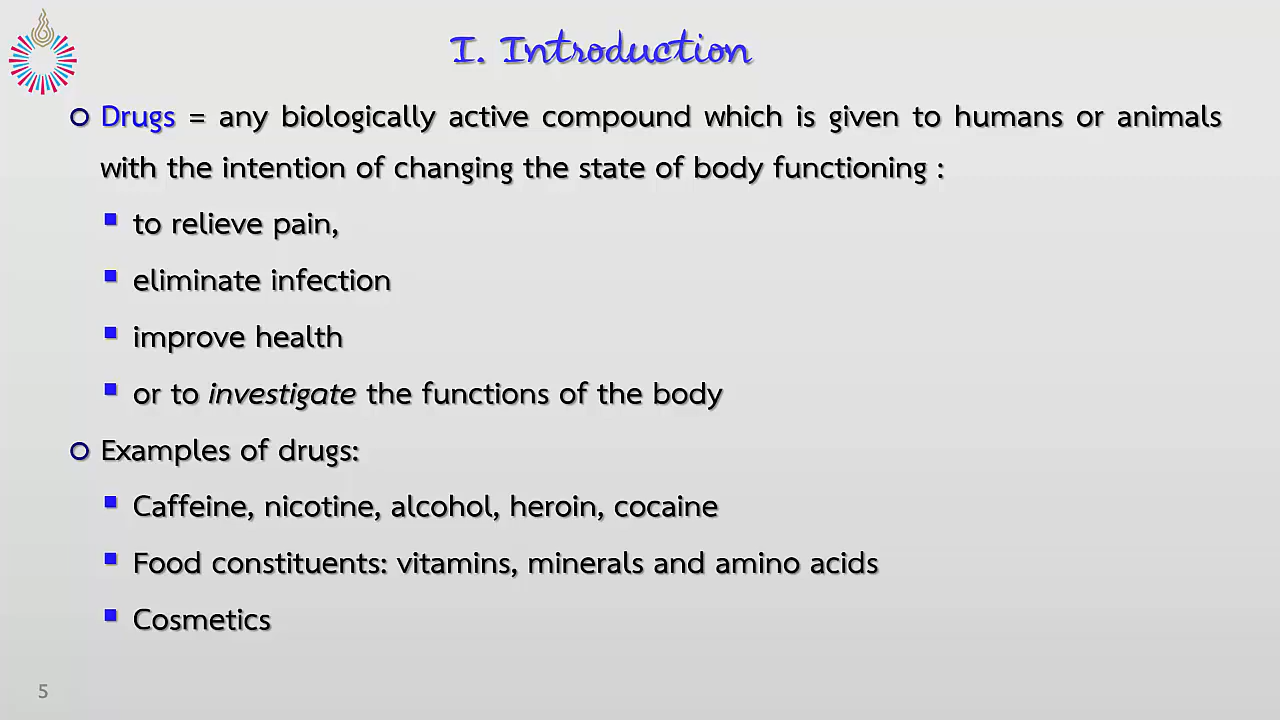 I. Introduction
Drugs = any biologically active compound which is given to humans or animals
with the intention of changing the state of body functioning :
to relieve pain,
eliminate infection
improve health
or to investigate the functions of the body
Examples of drugs:
Caffeine, nicotine, alcohol, heroin, cocaine
Food constituents: vitamins, minerals and amino acids
Cosmetics
5